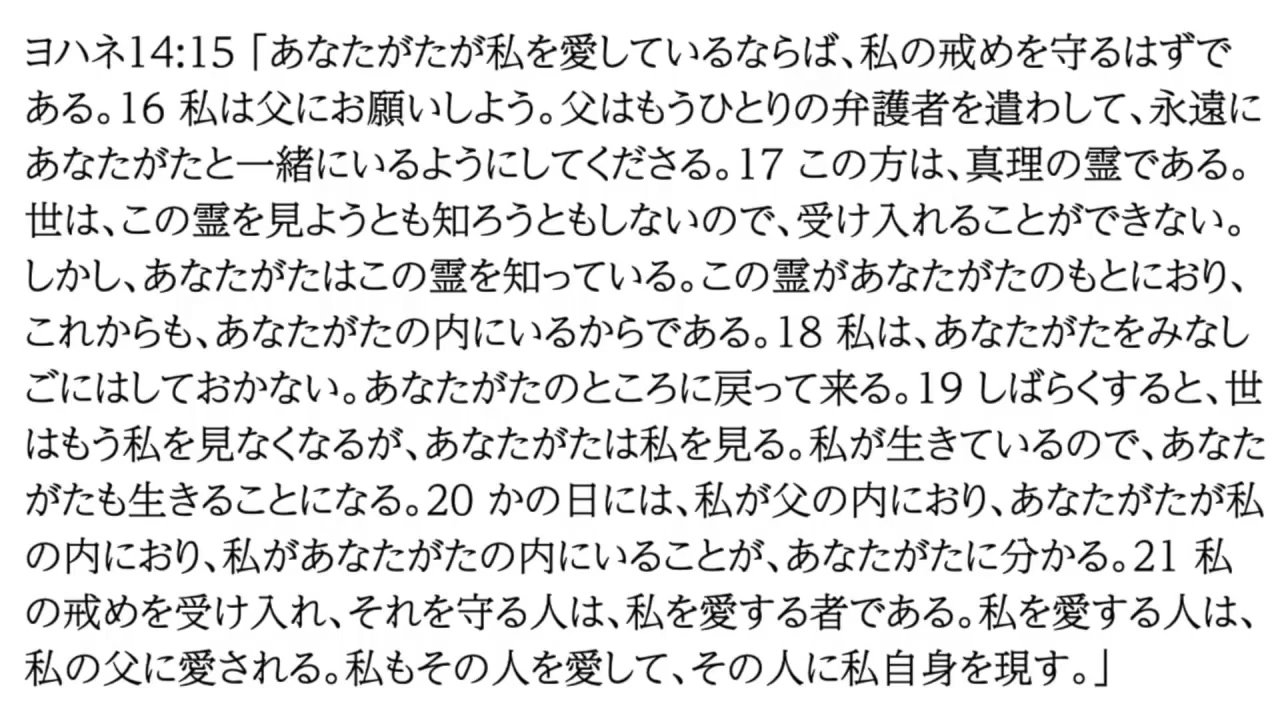 ヨハネ14:15「あなたがたが私を愛しているならば、私の戒めを守るはずで
ある。16 私は父にお願いしよう。父はもうひとりの弁護者を遣わして、永遠に
あなたがたと一緒にいるようにしてくださる。17 この方は、真理の霊である。
世は、この霊を見ようとも知ろうともしないので、受け入れることができない。
しかし、あなたがたはこの霊を知っている。この霊があなたがたのもとにおり、
これからも、あなたがたの内にいるからである。18 私は、あなたがたをみなし
ごにはしておかない。あなたがたのところに戻って来る。19 しばらくすると、世
はもう私を見なくなるが、あなたがたは私を見る。私が生きているので、あなた
がたも生きることになる。20 かの日には、私が父の内におり、あなたがたが私
の内におり、私があなたがたの内にいることが、あなたがたに分かる。21 私
の戒めを受け入れ、それを守る人は、私を愛する者である。私を愛する人は、
私の父に愛される。私もその人を愛して、その人に私自身を現す。」